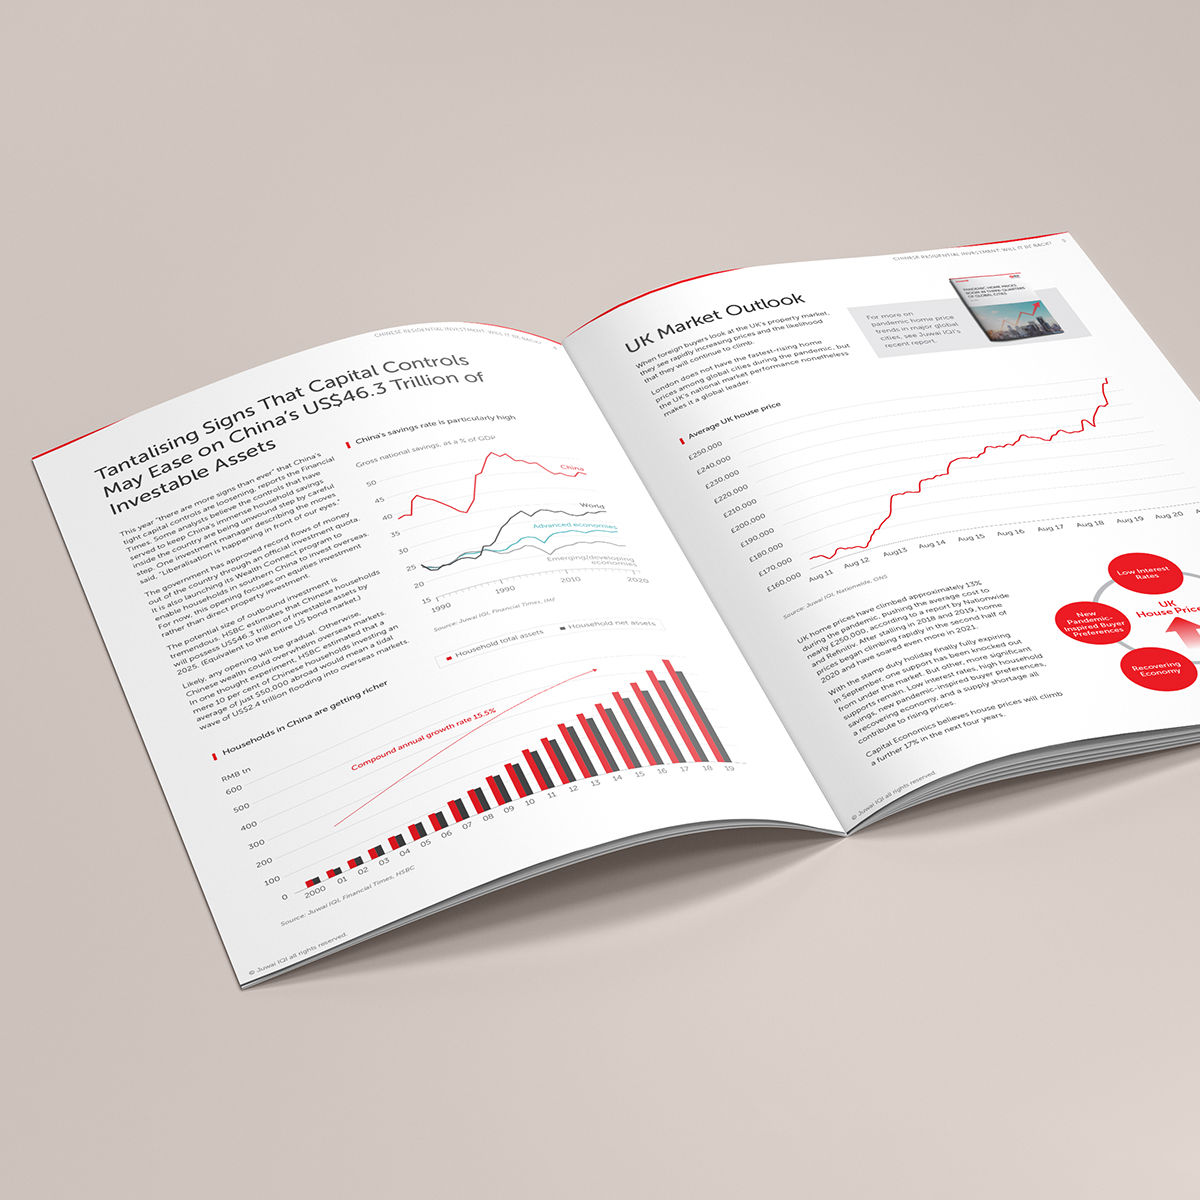 CHINESE RESIDENTIAL INVESTMENT: WILL IT BE BACK?
Tantalising Signs That Capital Controls
May Ease on China's US$46.3 Trillion of
Investable Assets
This year "there are more signs than ever" that China's
tight capital controls are loosening, reports the Financial
Times. Some analysts believe the controls that have
served to keep China's immense household savings
inside the country are being unwound step by careful
step. One investment manager describing the moves
said, "Liberalisation is happening in front of our eyes."
The government has approved record flows of money
out of the country through an official investment quota.
It is also launching its Wealth Connect program to
enable households in southern China to invest overseas.
For now, this opening focuses on equities investment
rather than direct property investment.
The potential size of outbound investment is
tremendous. HSBC estimates that Chinese households
will possess US$46.3 trillion of investable assets by
2025. (Equivalent to the entire US bond market.)
Likely, any opening will be gradual. Otherwise,
Chinese wealth could overwhelm overseas markets.
In one thought experiment, HSBC estimated that a
mere 10 per cent of Chinese households investing an
average of just $50,000 abroad would mean a tidal
wave of US$2.4 trillion flooding into overseas markets
China's savings rate is particularly high
Gross national savings, as a % of GDP
50
45
40
35
30
25
20
15
China
World
Advanced economies
Emerging/developing
economies
1990
1990
2010
2020
Source: Juwai IQI, Financial Times, IMF
Households in China are getting richer
Household total assets
Household net assets
RMB tn
600
500
400
300
200
100
0
Compound annual growth rate 15.5%
2000 01 02 03 04 05 06 07 08 09 10 11 12 13 14 15 16 17 18 19
Source: Juwai IQI, Financial Times, HSBC
© Juwai IQI all rights reserved.
CHINESE RESIDENTIAL INVESTMENT: WILL IT BE BACK?
UK Market Outlook
When foreign buyers look at the UK's property market,
they see rapidly increasing prices and the likelihood
that they will continue to climb.
London does not have the fastest-rising home
prices among global cities during the pandemic, but
the UK's national market performance nonetheless
makes it a global leader.
For more on
pandemic home price
trends in major global
cities, see Juwai IQI's
recent report.
PANDEMIC HOME PRICES
BOOM IN THREE-QUARTERS
OF GLOBAL CITIES
Average UK house price
£250,000
£240,000
£230,000
£220,000
£210,000
£200,000
£190,000
£180,000
£170,000
£160,000
Aug 11 Aug 12 Aug13 Aug 14 Aug 15 Aug 16 Aug 17 Aug 18 Aug 19 Aug 20
Source: Juwai IQI, Nationwide, ONS
UK home prices have climbed approximately 13%
during the pandemic, pushing the average cost to
nearly £250,000, according to a report by Nationwide
and Refinitiv. After stalling in 2018 and 2019, home
prices began climbing rapidly in the second half of
2020 and have soared even more in 2021.
With the stamp duty holiday finally fully expiring
in September, one support has been knocked out
from under the market. But other, more significant
supports remain. Low interest rates, high household
savings, new pandemic-inspired buyer preferences,
a recovering economy, and a supply shortage all
contribute to rising prices.
Capital Economics believes house prices will climb
a further 17% in the next four years.
Low Interest
Rates
New
Pandemic-
Inspired Buyer
Preferences
Recovering
Economy
UK
House Price
© Juwai IQI all rights reserved.